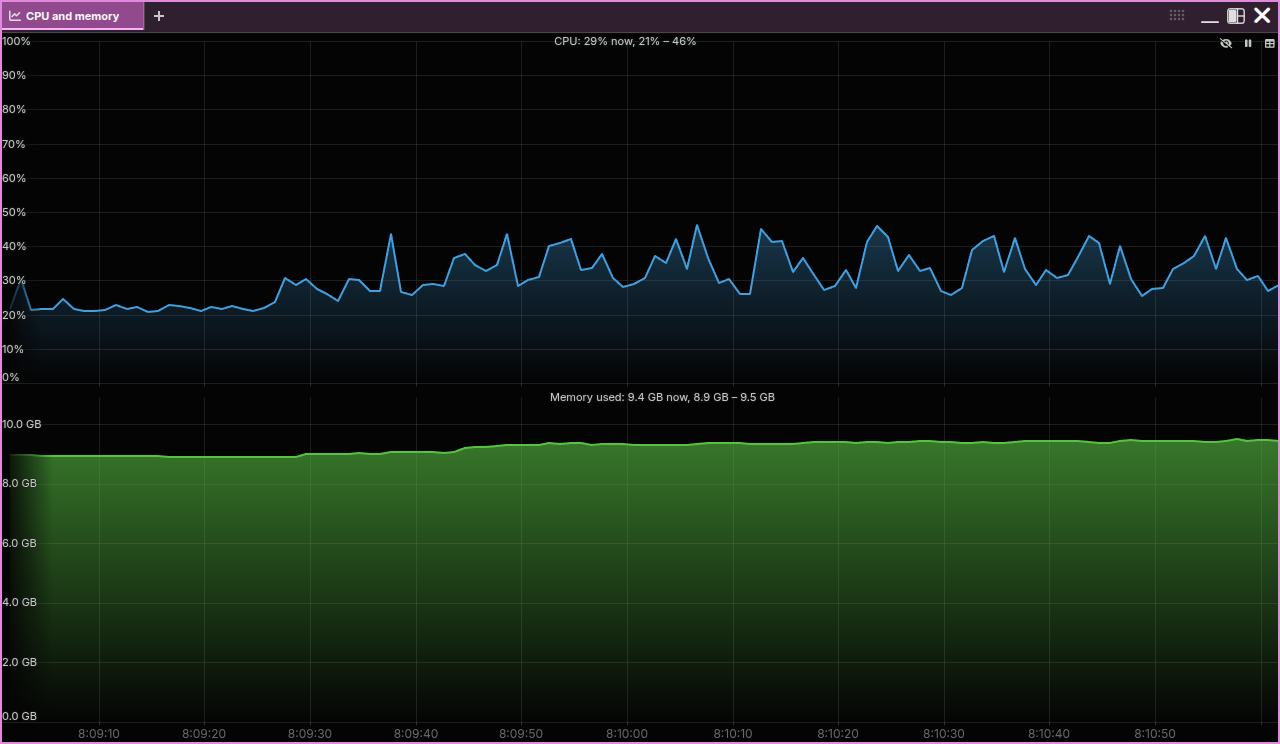 CPU and memory
CPU: 29% now, 21% – 46%
100%
90%
80%
70%
60%
50%
40%
30%
20%
10%
0%
Memory used: 9.4 GB now, 8.9 GB – 9.5 GB
10.0 GB
8.0 GB
6.0 GB
4.0 GB
2.0 GB
0.0 GB
8:09:10 8:09:20 8:09:30 8:09:40 8:09:50 8:10:00 8:10:10 8:10:20 8:10:30 8:10:40 8:10:50